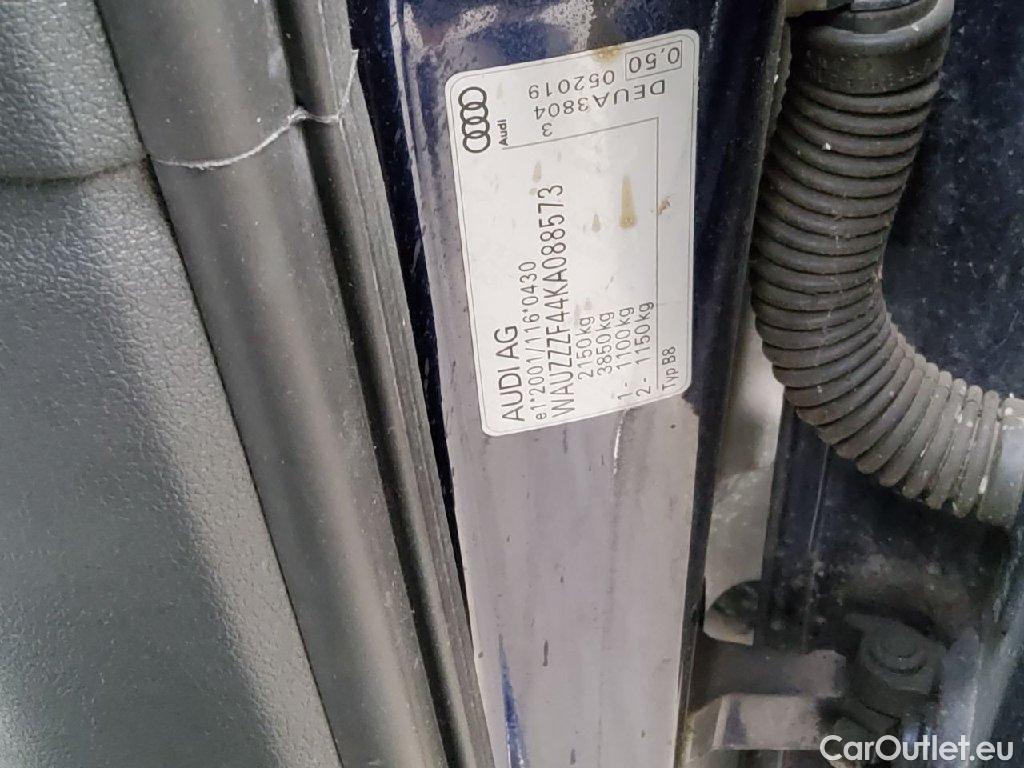 AUDI AG
e1*2001/116*0430
WAUZZZF44KA088573
2150kg
3850kg
1- 1100kg
2- 1150kg
Typ B8
Audi
3
DEUA3804
052019 0,50
CarOutlet.eu